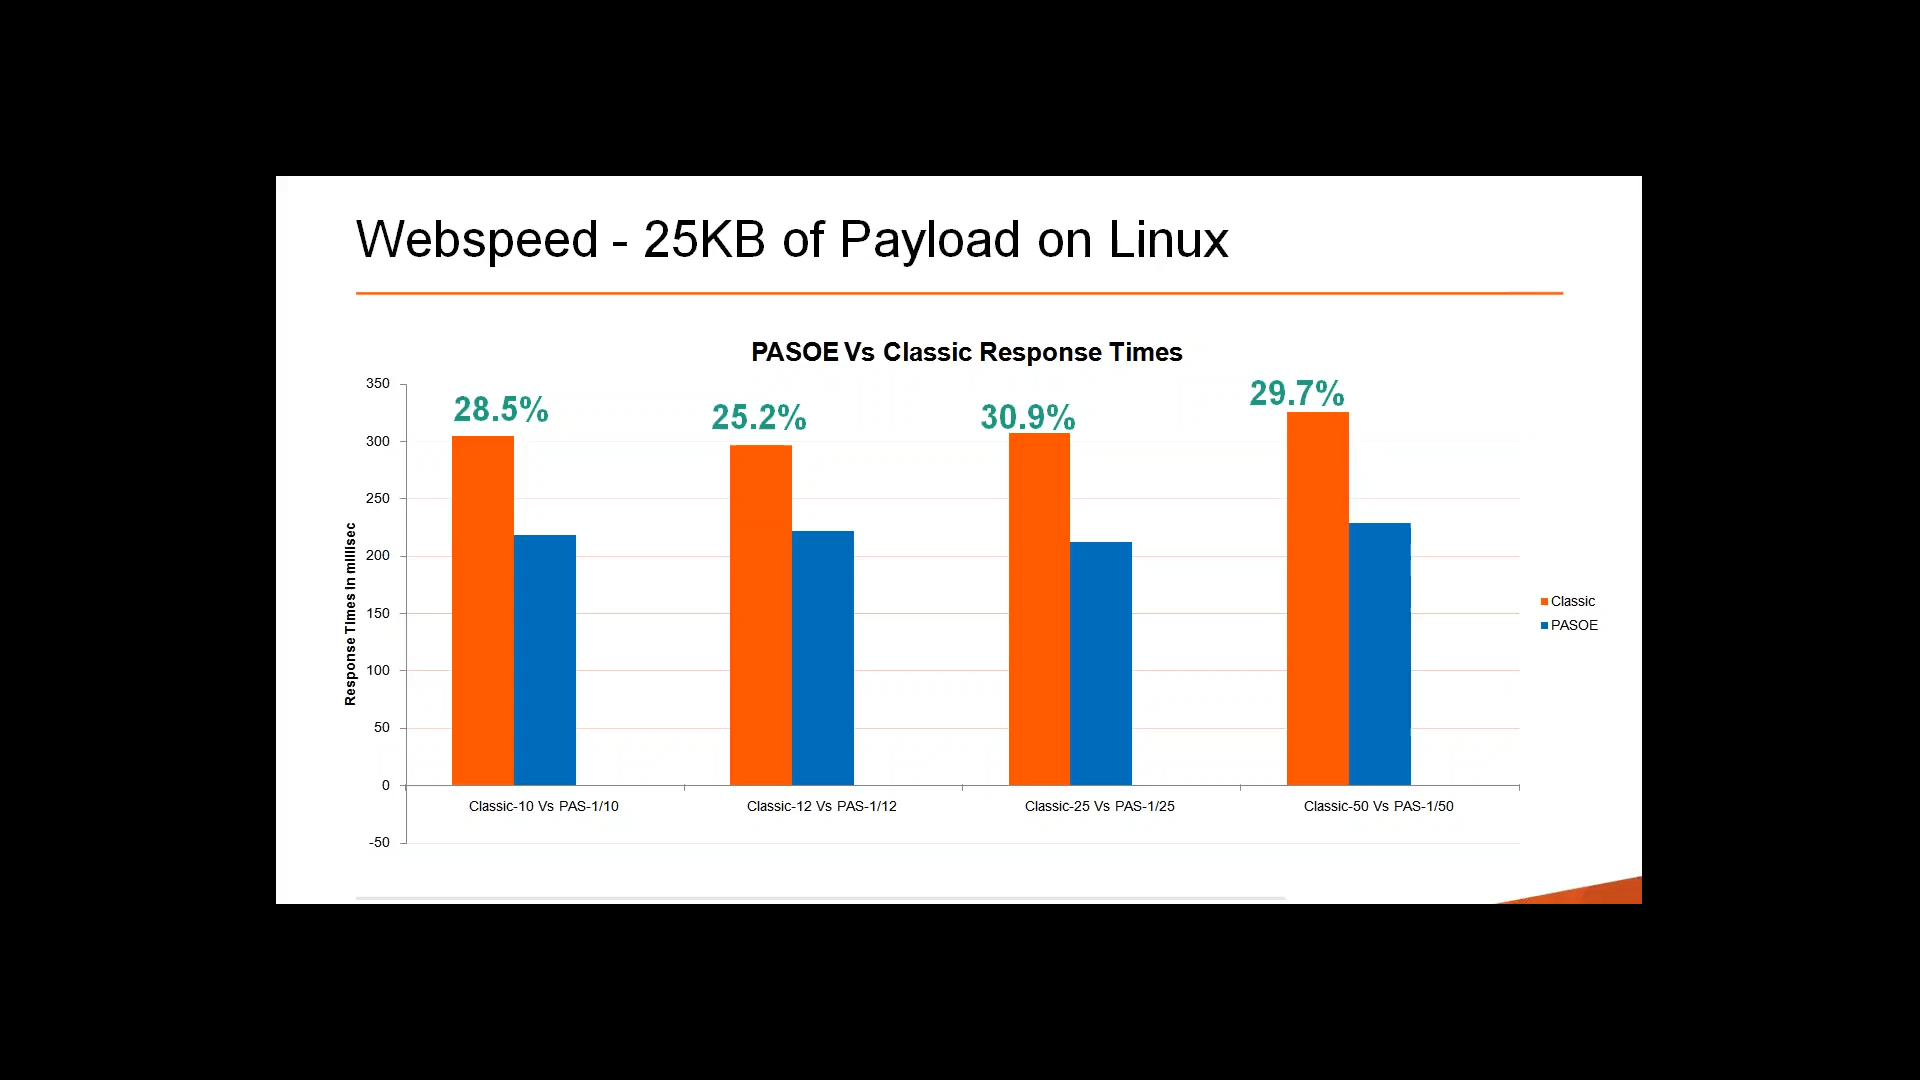 Webspeed - 25KB of Payload on Linux
PASOE Vs Classic Response Times
350
300
250
200
150
100
50
0
-50
Response Times in millisec
28.5%
25.2%
30.9%
29.7%
Classic-10 Vs PAS-1/10
Classic-12 Vs PAS-1/12
Classic-25 Vs PAS-1/25
Classic-50 Vs PAS-1/50
Classic
PASOE